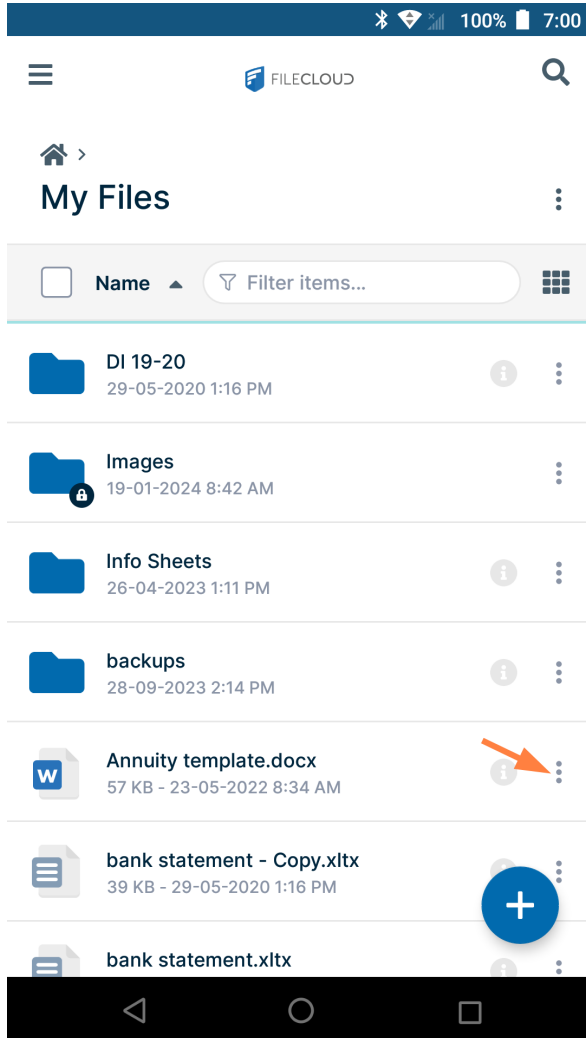 100% 7:00
FILECLOUD
My Files
Name Filter items...
DI 19-20
29-05-2020 1:16 PM
Images
19-01-2024 8:42 AM
Info Sheets
26-04-2023 1:11 PM
backups
28-09-2023 2:14 PM
Annuity template.docx
W
57 KB - 23-05-2022 8:34 AM
bank statement - Copy.xltx
39 KB - 29-05-2020 1:16 PM
bank statement.xltx